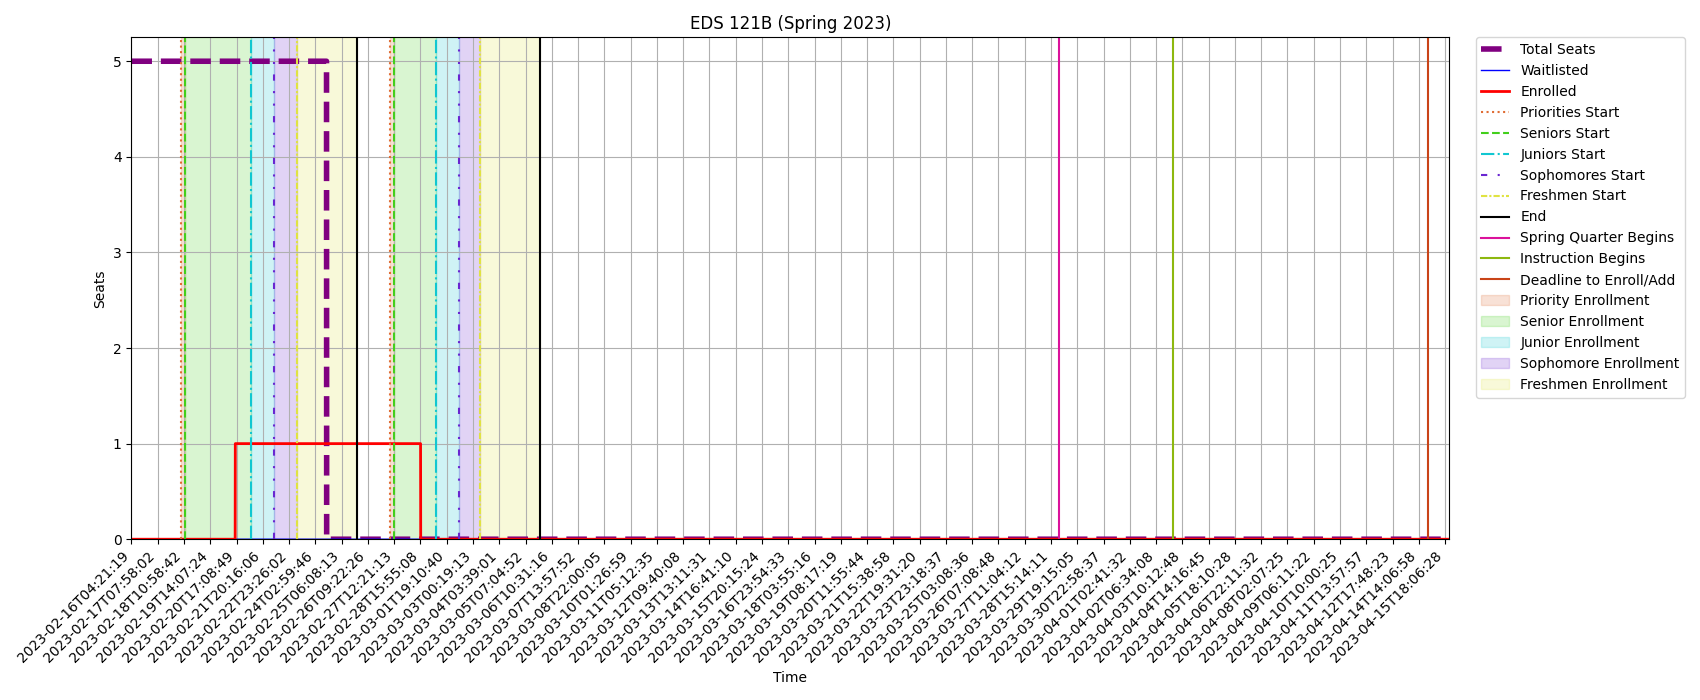 EDS 121B (Spring 2023)
Seats
5
4
3
2
1
0
2023-02-16T04:21:19
2023-02-17T07:58:02
2023-02-18T10:58:42
2023-02-19T14:07:24
2023-02-20T17:08:49
2023-02-21T20:16:06
2023-02-22T23:26:02
2023-02-24T02:59:46
2023-02-25T06:08:13
2023-02-26T09:22:26
2023-02-27T12:21:13
2023-02-28T15:55:08
2023-03-01T19:10:40
2023-03-03T00:19:13
2023-03-04T03:39:01
2023-03-05T07:04:52
2023-03-06T10:31:16
2023-03-07T13:57:52
2023-03-08T22:00:05
2023-03-10T01:26:59
2023-03-11T05:12:35
2023-03-12T09:40:08
2023-03-13T13:11:31
2023-03-14T16:41:10
2023-03-15T20:15:24
2023-03-16T23:54:33
2023-03-18T03:55:16
2023-03-19T08:17:19
2023-03-20T11:55:44
2023-03-21T15:38:58
2023-03-22T19:31:20
2023-03-23T23:18:37
2023-03-25T03:08:36
2023-03-26T07:08:48
2023-03-27T11:04:12
2023-03-28T15:14:11
2023-03-29T19:15:05
2023-03-30T22:58:37
2023-04-01T02:41:32
2023-04-02T06:34:08
2023-04-03T10:12:48
2023-04-04T14:16:45
2023-04-05T18:10:28
2023-04-06T22:11:32
2023-04-08T02:07:25
2023-04-09T06:11:22
2023-04-10T10:00:25
2023-04-11T13:57:57
2023-04-12T17:48:23
2023-04-14T14:06:58
2023-04-15T18:06:28
Time
Total Seats
Waitlisted
Enrolled
Priorities Start
Seniors Start
Juniors Start
Sophomores Start
Freshmen Start
End
Spring Quarter Begins
Instruction Begins
Deadline to Enroll/Add
Priority Enrollment
Senior Enrollment
Junior Enrollment
Sophomore Enrollment
Freshmen Enrollment